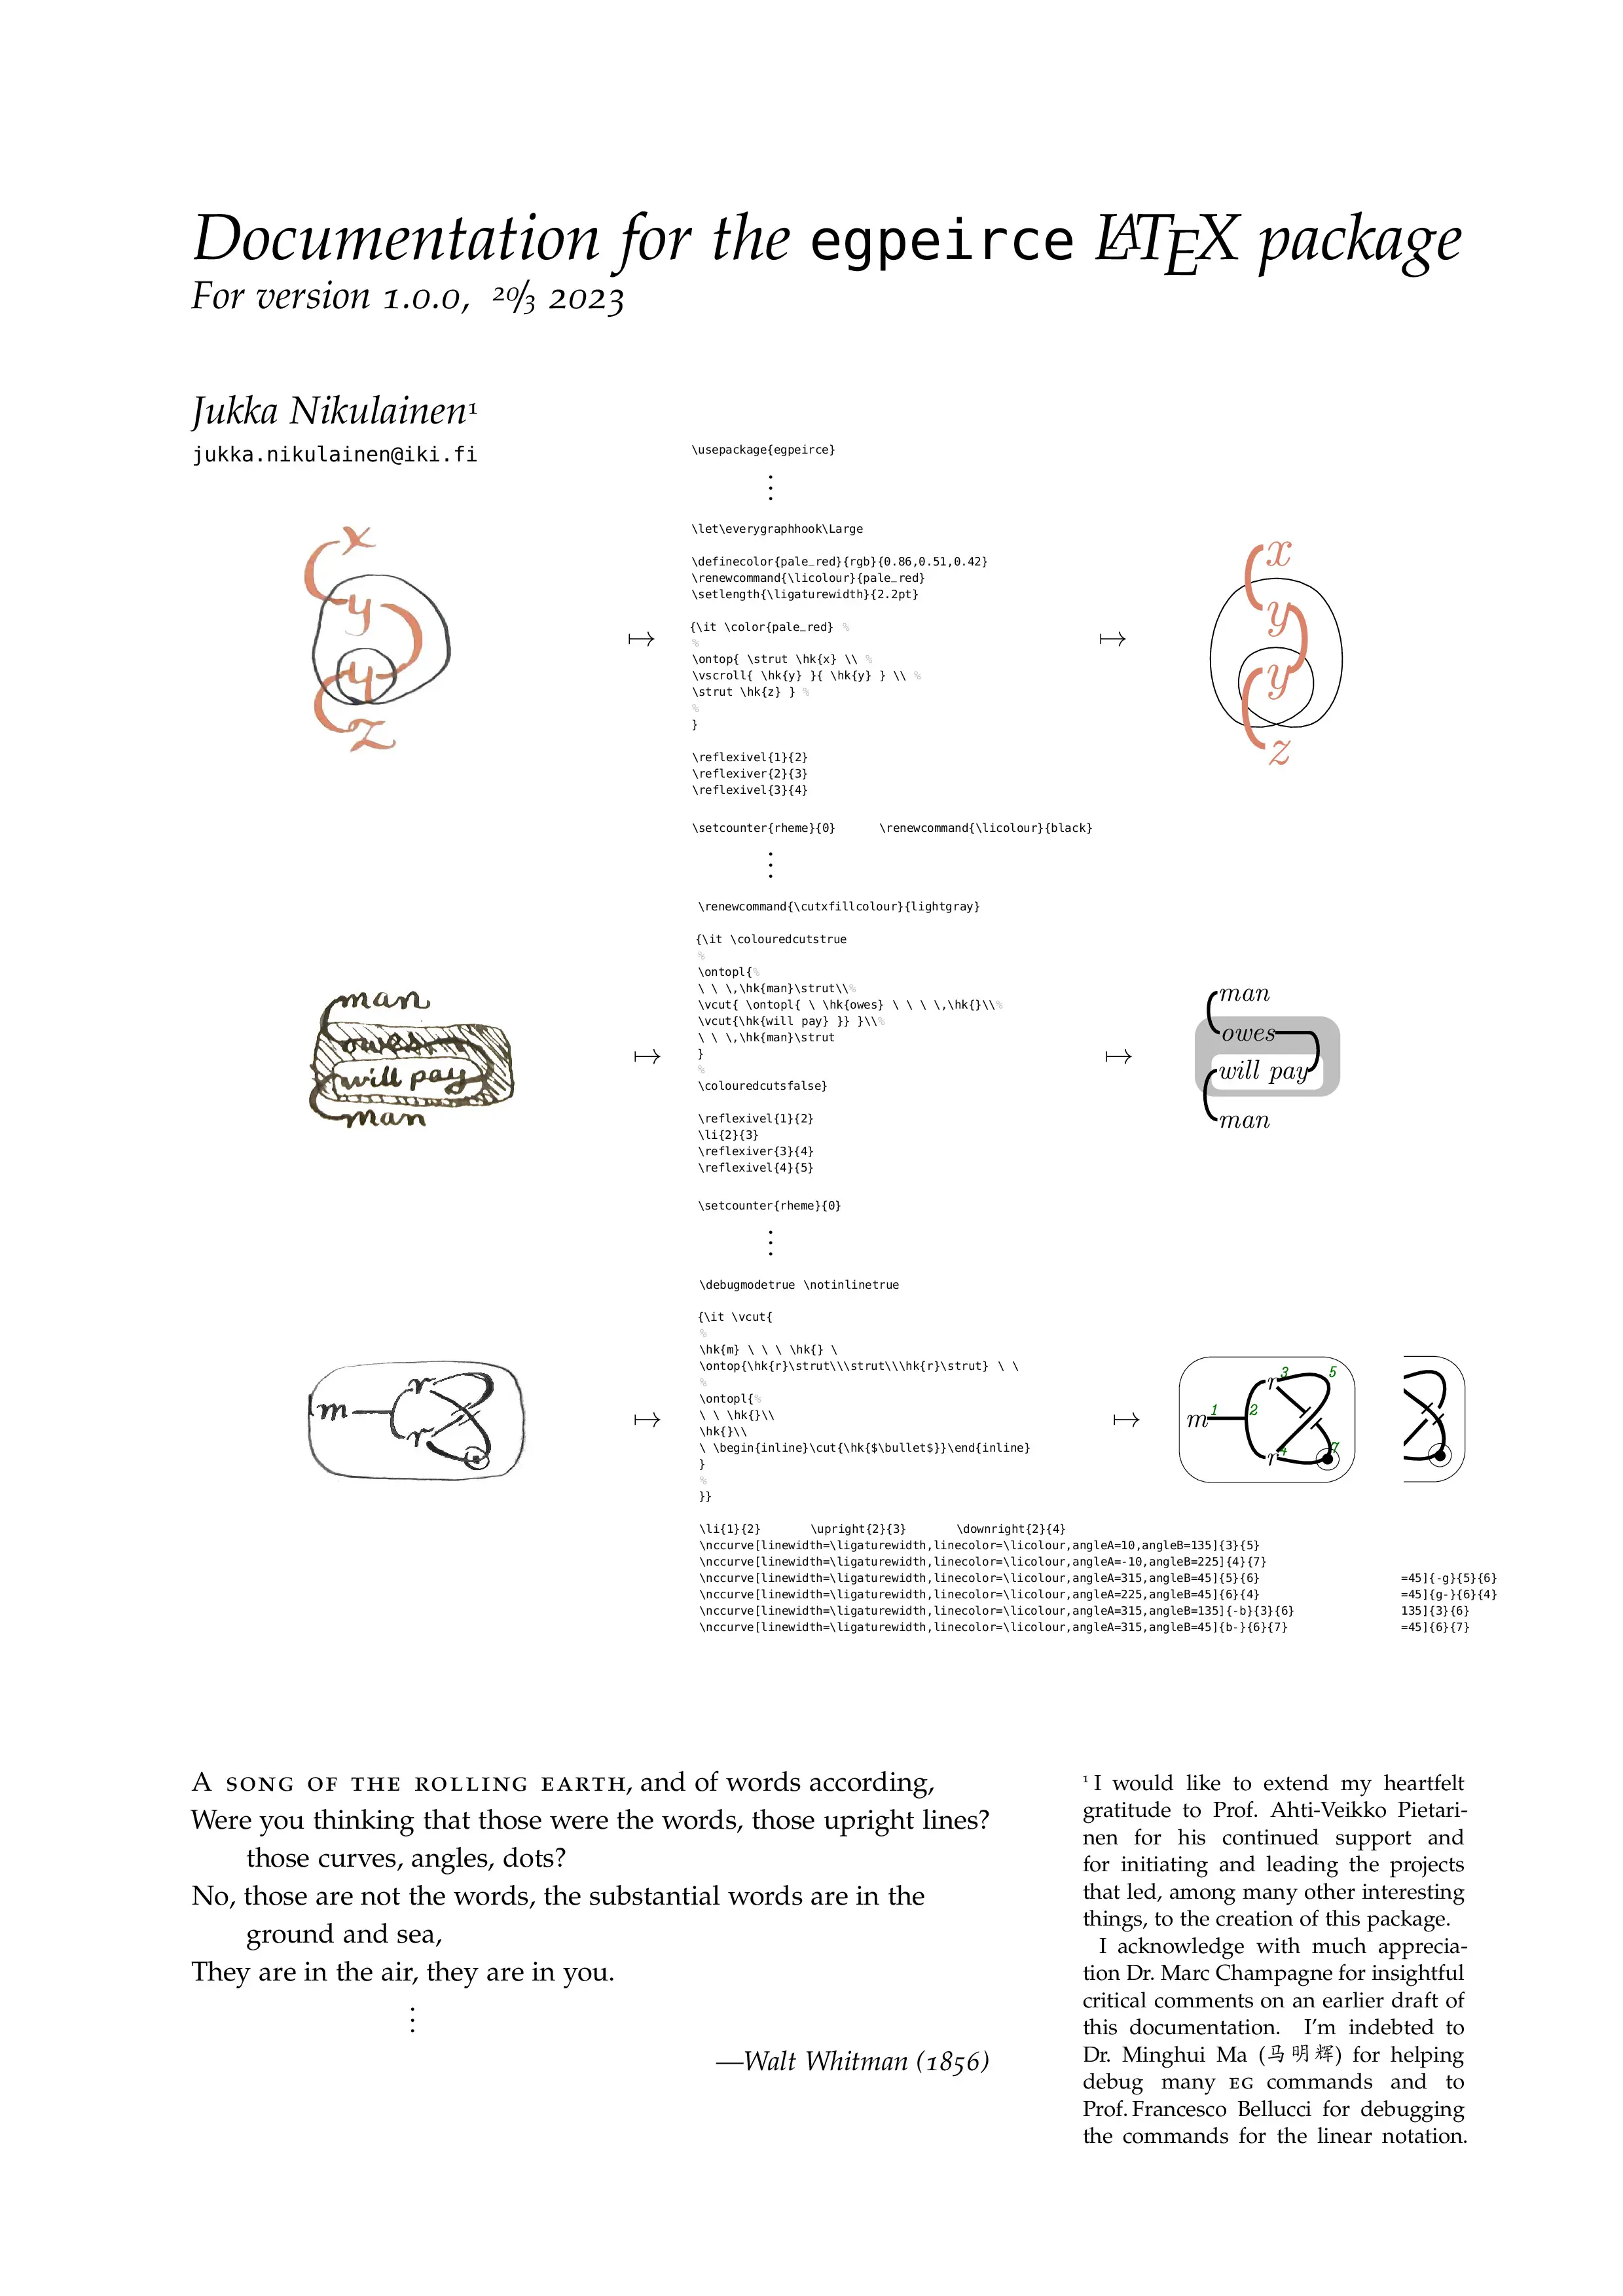 Documentation for the egpeirce LATEX package
For version 1.0.0, 20/3 2023
Jukka Nikulainen1
jukka.nikulainen@iki.fi
\usepackage{egpeirce}
⋮
\let\everygraphhook\Large
\definecolor{pale_red}{rgb}{0.86,0.51,0.42}
\renewcommand{\licolour}{pale_red}
\setlength{\ligaturewidth}{2.2pt}
{\it \color{pale_red} %
%
\ontop{ \strut \hk{x} \\ %
\vscroll{ \hk{y} }{ \hk{y} } \\ %
\strut \hk{z} } %
%
}
\reflexivel{1}{2}
\reflexiver{2}{3}
\reflexivel{3}{4}
x
y
y
z
↦
↦
x
y
y
z
\setcounter{rheme}{0} \renewcommand{\licolour}{black}
⋮
\renewcommand{\cutxfillcolour}{lightgray}
{\it \colouredcutstrue
%
\ontopl{%
\ \ \,\hk{man}\strut\\%
\vcut{ \ontopl{ \ \hk{owes} \ \ \ \ \,\hk{}\\%
\vcut{\hk{will pay} }} }\\%
\ \ \,\hk{man}\strut
}
%
\colouredcutsfalse}
\reflexivel{1}{2}
\li{2}{3}
\reflexiver{3}{4}
\reflexivel{4}{5}
man
owes
will pay
man
↦
↦
man
owes
will pay
man
\setcounter{rheme}{0}
⋮
\debugmodetrue \notinlinetrue
{\it \vcut{
%
\hk{m} \ \ \ \ \hk{} \
\ontop{\hk{r}\strut\\\strut\\\hk{r}\strut} \ \
%
\ontopl{%
\ \ \hk{}\\
\hk{}\\
\ \begin{inline}\cut{\hk{$\bullet$}}\end{inline}
}
%
}}
m
r
r
↦
↦
m 1 2
r 3 5
r 4 7
\li{1}{2} \upright{2}{3} \downright{2}{4}
\nccurve[linewidth=\ligaturewidth,linecolor=\licolour,angleA=10,angleB=135]{3}{5}
\nccurve[linewidth=\ligaturewidth,linecolor=\licolour,angleA=-10,angleB=225]{4}{7}
\nccurve[linewidth=\ligaturewidth,linecolor=\licolour,angleA=315,angleB=45]{5}{6} =45]{-g}{5}{6}
\nccurve[linewidth=\ligaturewidth,linecolor=\licolour,angleA=225,angleB=45]{6}{4} =45]{g-}{6}{4}
\nccurve[linewidth=\ligaturewidth,linecolor=\licolour,angleA=315,angleB=135]{-b}{3}{6} 135]{3}{6}
\nccurve[linewidth=\ligaturewidth,linecolor=\licolour,angleA=315,angleB=45]{b-}{6}{7} =45]{6}{7}
A SONG OF THE ROLLING EARTH, and of words according,
Were you thinking that those were the words, those upright lines?
those curves, angles, dots?
No, those are not the words, the substantial words are in the
ground and sea,
They are in the air, they are in you.
⋮
—Walt Whitman (1856)
1 I would like to extend my heartfelt
gratitude to Prof. Ahti-Veikko Pietari-
nen for his continued support and
for initiating and leading the projects
that led, among many other interesting
things, to the creation of this package.
I acknowledge with much apprecia-
tion Dr. Marc Champagne for insightful
critical comments on an earlier draft of
this documentation. I'm indebted to
Dr. Minghui Ma (马明辉) for helping
debug many EG commands and to
Prof. Francesco Bellucci for debugging
the commands for the linear notation.